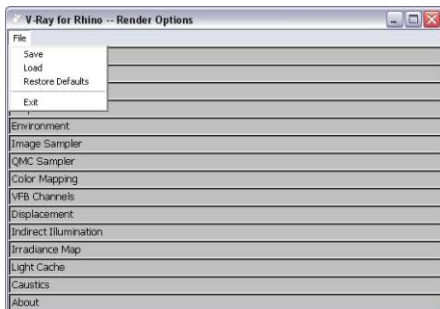 V-Ray for Rhino -- Render Options
File
Save
Load
Restore Defaults
Exit
Environment
Image Sampler
QMC Sampler
Color Mapping
VFB Channels
Displacement
Indirect Illumination
Irradiance Map
Light Cache
Caustics
About